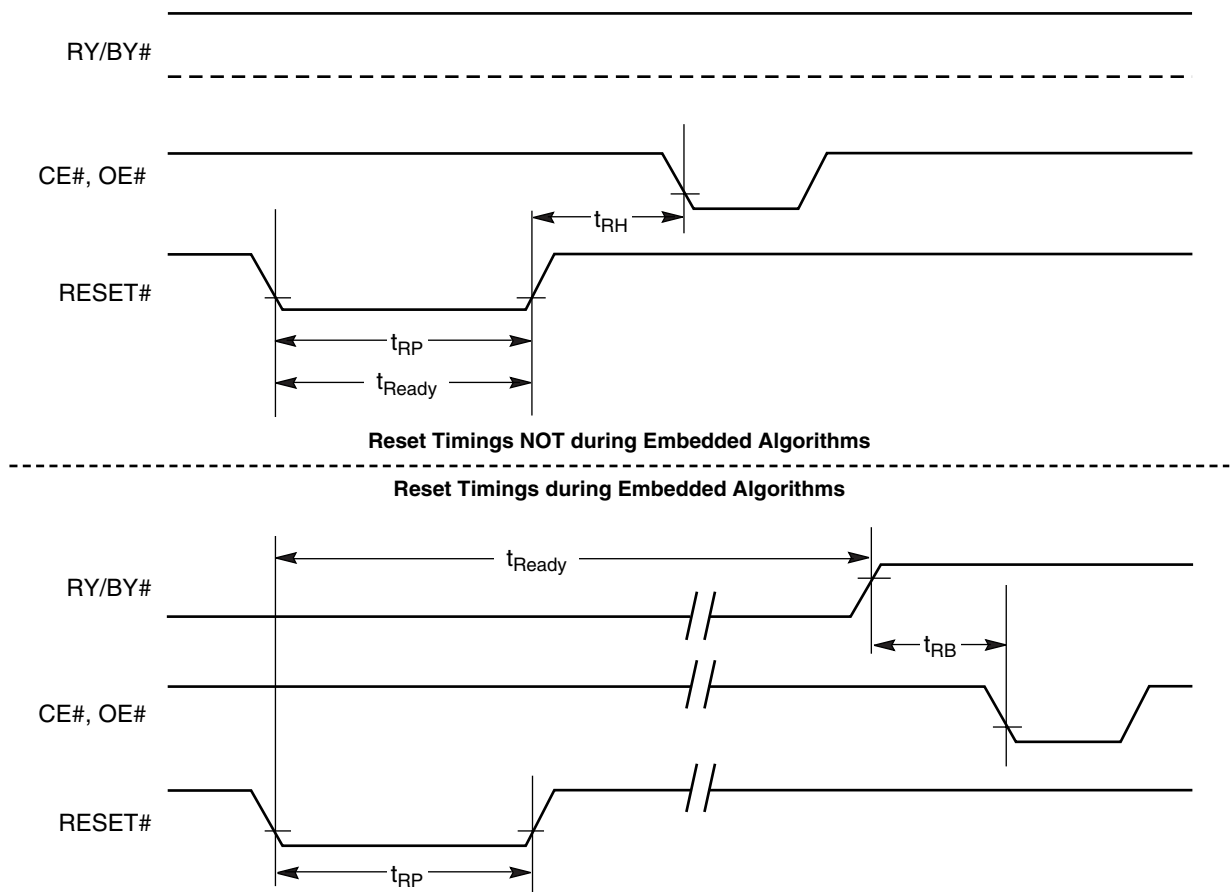 RY/BY#
CE#, OE#
tRH
RESET#
tRP
tReady
Reset Timings NOT during Embedded Algorithms
Reset Timings during Embedded Algorithms
tReady
RY/BY#
tRB
CE#, OE#
RESET#
tRP